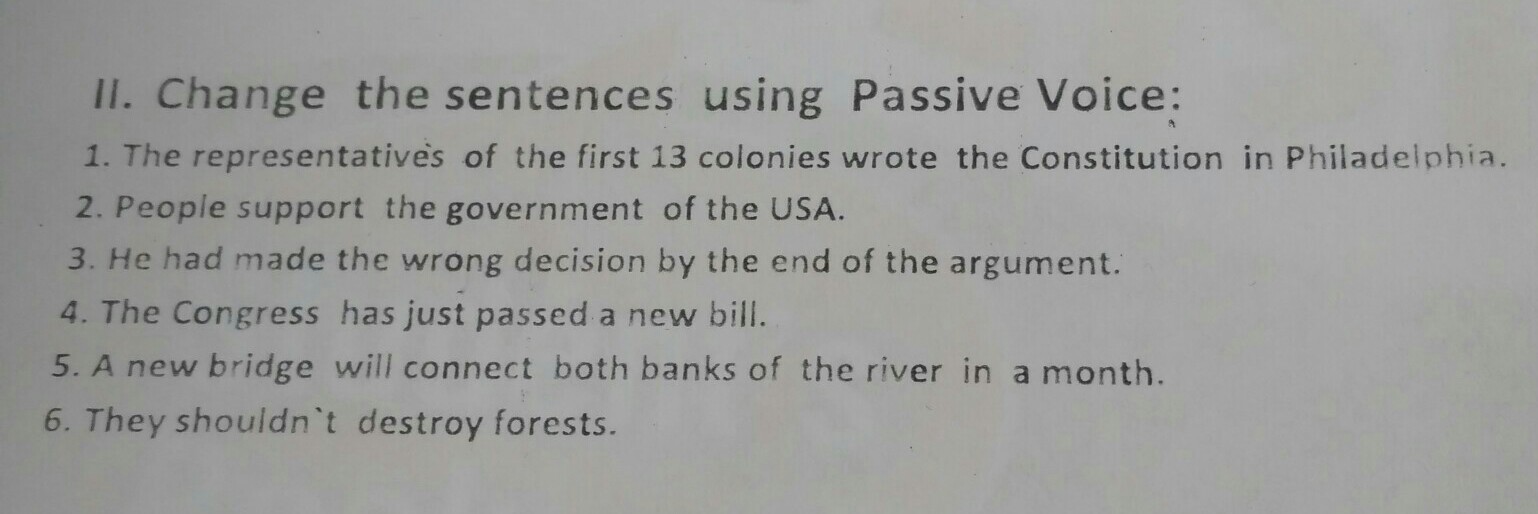 II. Change the sentences using Passive Voice:
1. The representatives of the first 13 colonies wrote the Constitution in Philadelphia.
2. People support the government of the USA.
3. He had made the wrong decision by the end of the argument.
4. The Congress has just passed a new bill.
5. A new bridge will connect both banks of the river in a month.
6. They shouldn`t destroy forests.